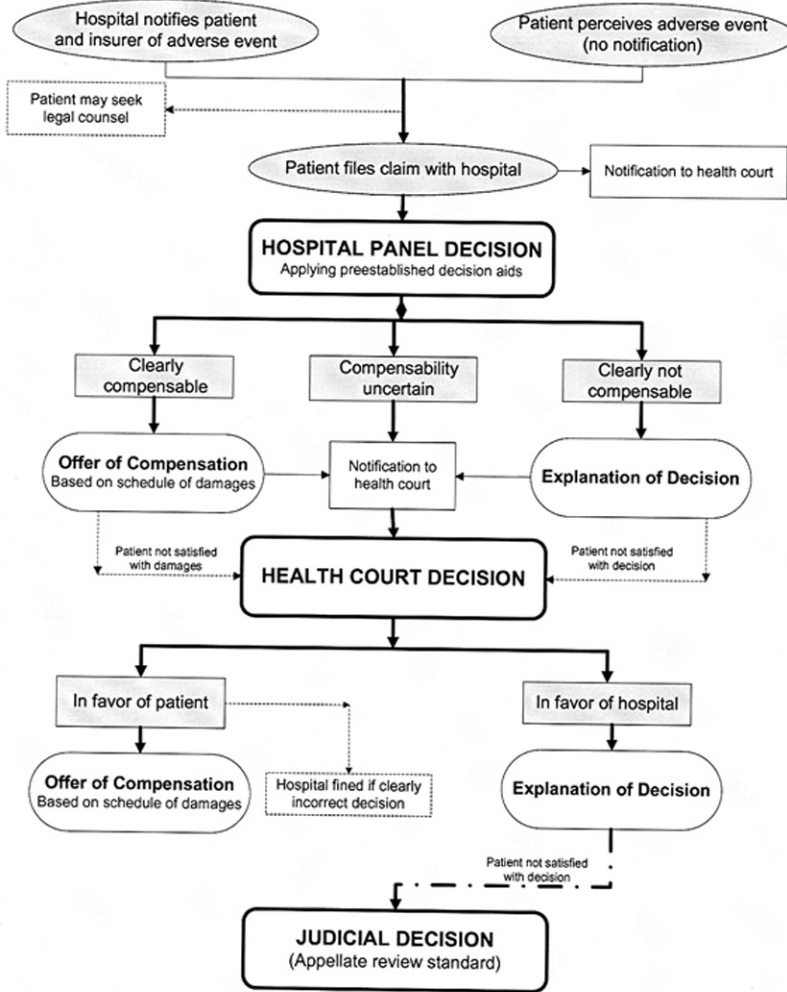 Hospital notifies patient
and insurer of adverse event
Patient perceives adverse event
(no notification)
Patient may seek
legal counsel
Patient files claim with hospital
Notification to health court
HOSPITAL PANEL DECISION
Applying preestablished decision aids
Clearly
compensable
Compensability
uncertain
Clearly not
compensable
Offer of Compensation
Based on schedule of damages
Notification to
health court
Explanation of Decision
Patient not satisfied
with damages
Patient not satisfied
with decision
HEALTH COURT DECISION
In favor of patient
In favor of hospital
Offer of Compensation
Based on schedule of damages
Hospital fined if clearly
incorrect decision
Explanation of Decision
Patient not satisfied
with decision
JUDICIAL DECISION
(Appellate review standard)